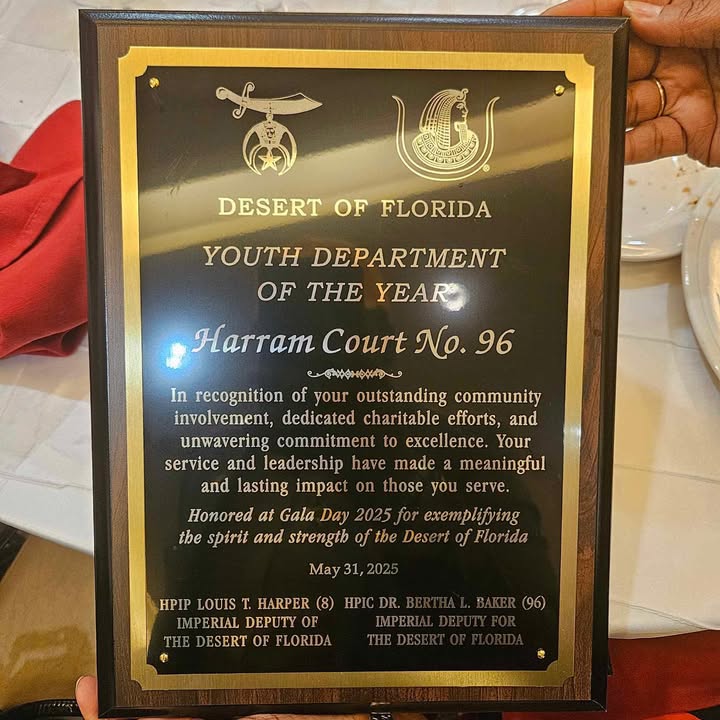 DESERT OF FLORIDA
YOUTH DEPARTMENT
OF THE YEAR
Harram Court No. 96
In recognition of your outstanding community
involvement, dedicated charitable efforts, and
unwavering commitment to excellence. Your
service and leadership have made a meaningful
and lasting impact on those you serve.
Honored at Gala Day 2025 for exemplifying
the spirit and strength of the Desert of Florida
May 31, 2025
HPIP LOUIS T. HARPER (8) HPIC DR. BERTHA L. BAKER (96)
IMPERIAL DEPUTY OF IMPERIAL DEPUTY FOR
THE DESERT OF FLORIDA THE DESERT OF FLORIDA